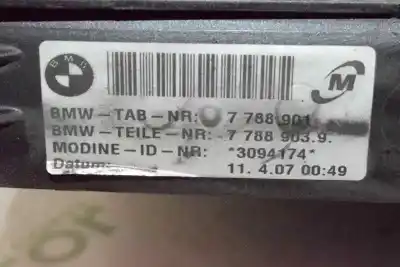 BMW
M
BMW-TAB-NR: 7 788 901
BMW-TEILE-NR: 7 788 903.9.
MODINE-ID-NR: *3094174*
Datum: 11. 4.07 00:49